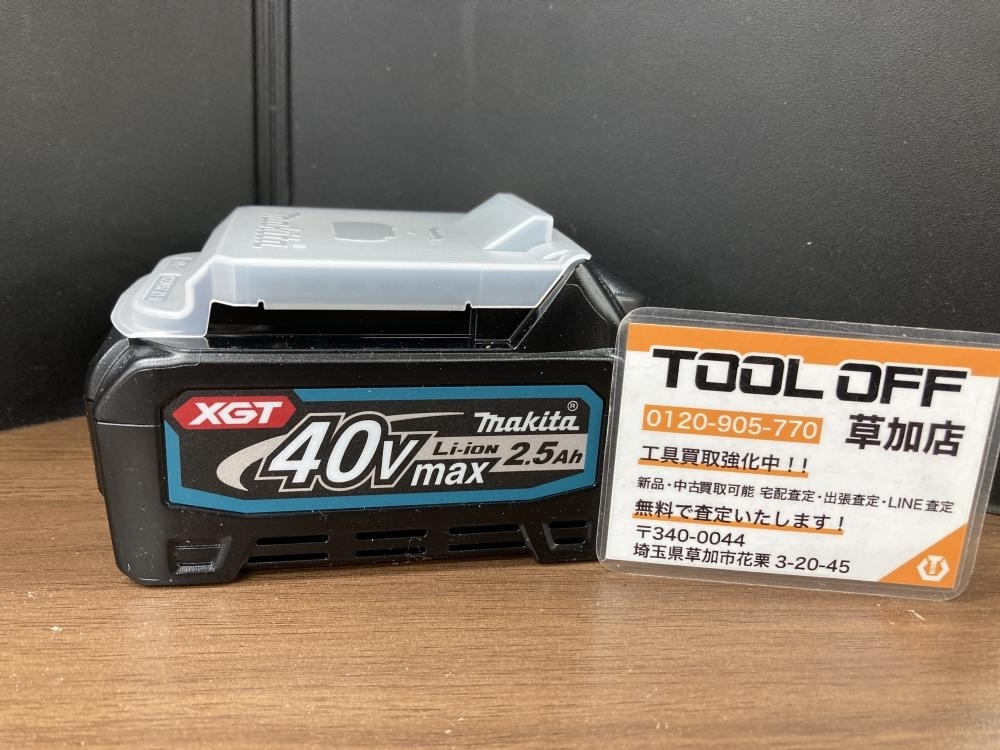 makita
XGT
40Vmax
Li-ion
makita®
2.5Ah
TOOL OFF
0120-905-770
草加店
工具買取強化中！！
新品・中古買取可能 宅配査定・出張査定・LINE査定
無料で査定いたします！
〒340-0044
埼玉県草加市花栗 3-20-45